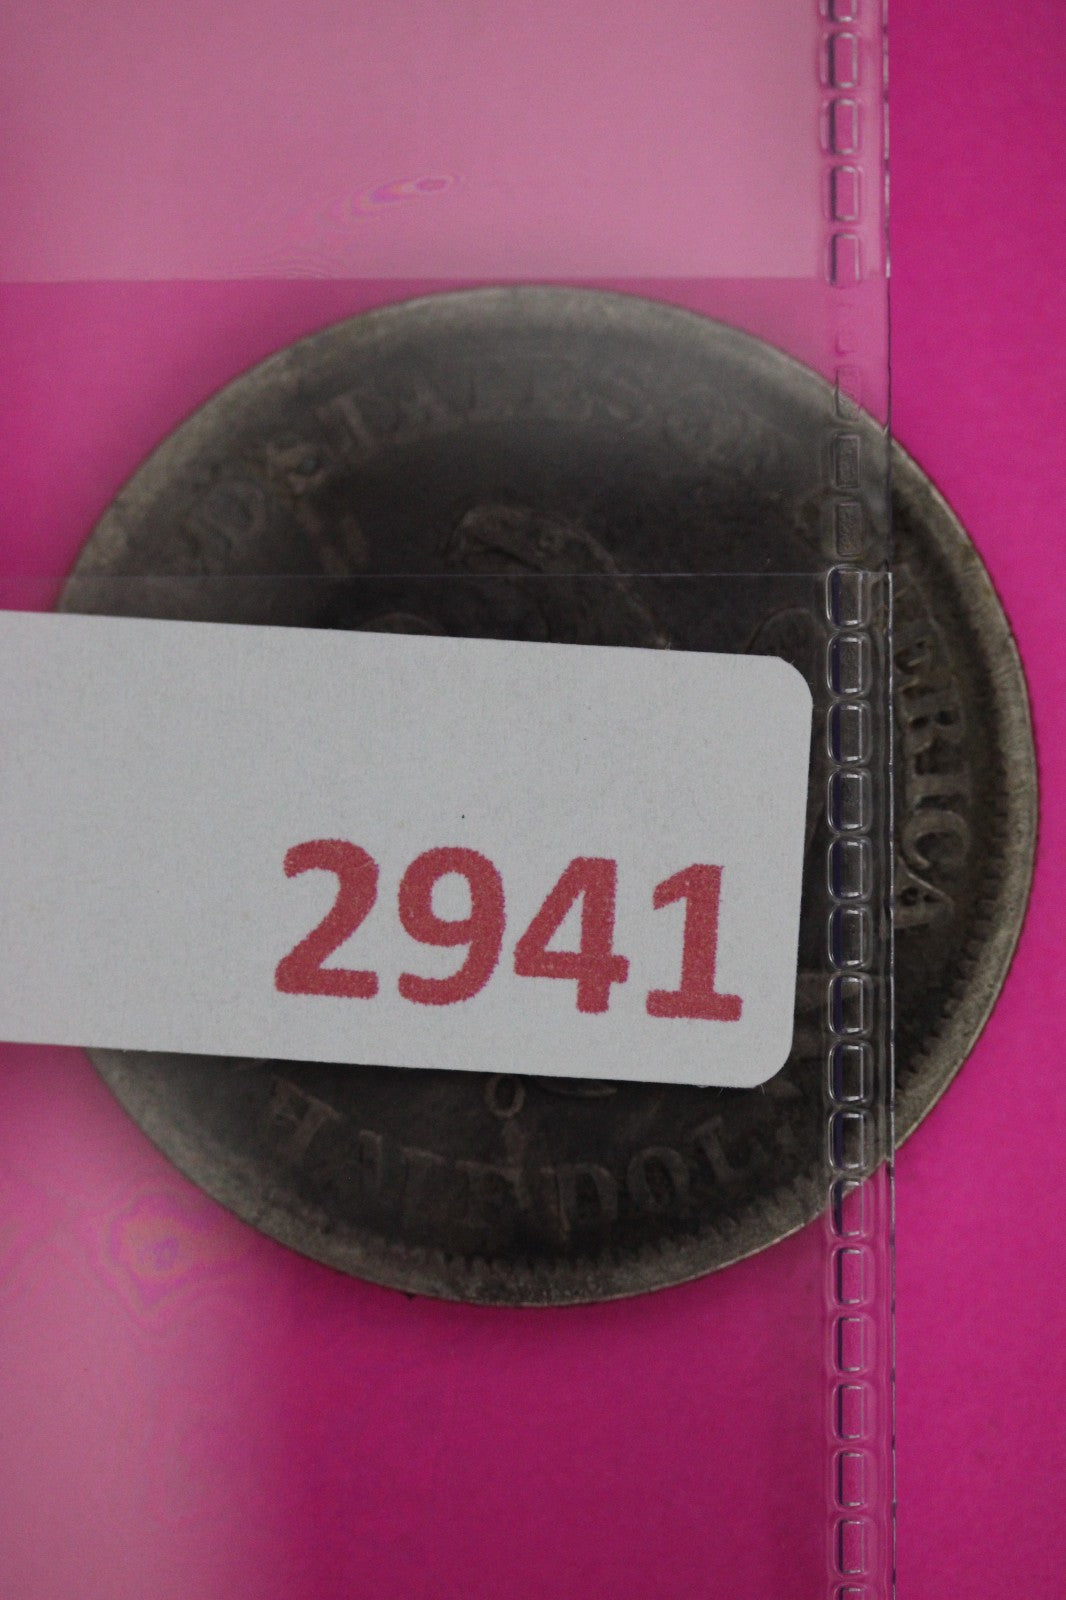 UNITED STATES OF AMERICA
2941
O
HALF DOL.